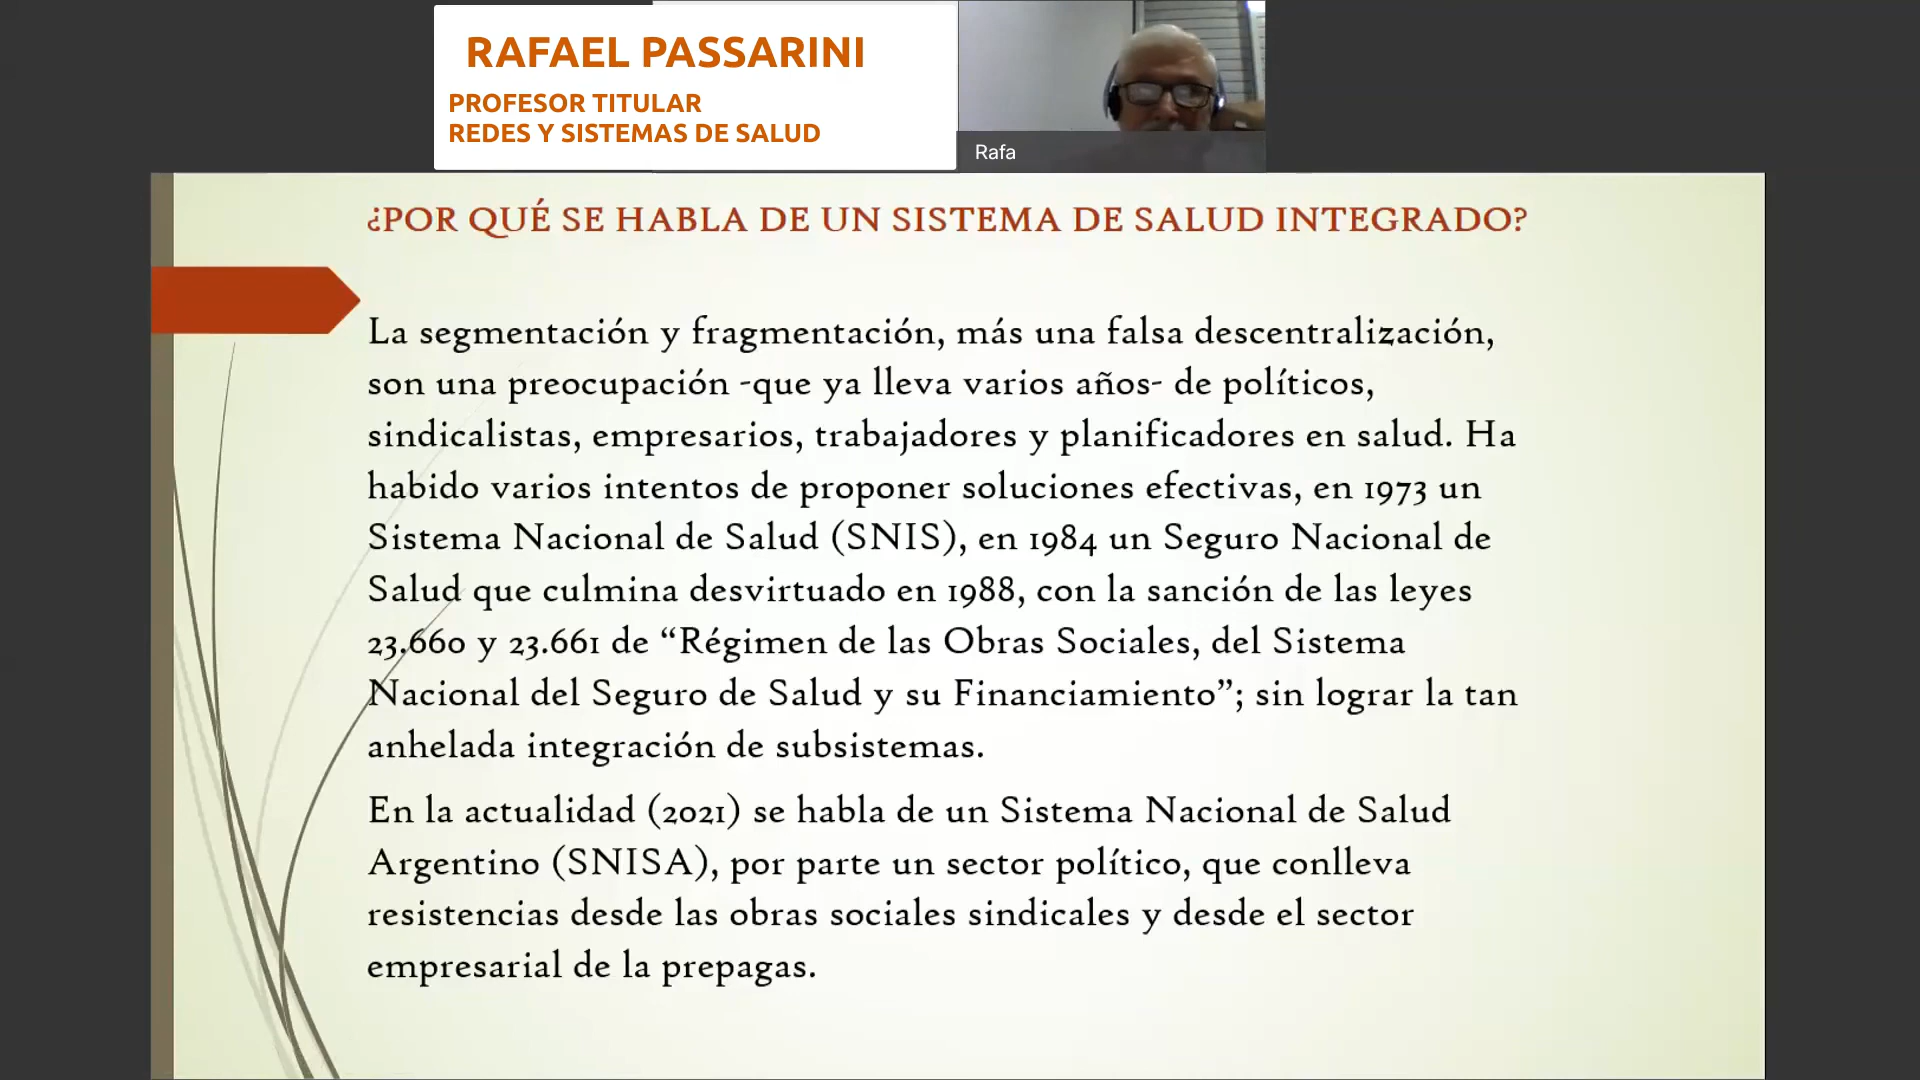 RAFAEL PASSARINI
PROFESOR TITULAR
REDES Y SISTEMAS DE SALUD
Rafa
¿POR QUÉ SE HABLA DE UN SISTEMA DE SALUD INTEGRADO?
La segmentación y fragmentación, más una falsa descentralización,
son una preocupación -que ya lleva varios años- de políticos,
sindicalistas, empresarios, trabajadores y planificadores en salud. Ha
habido varios intentos de proponer soluciones efectivas, en 1973 un
Sistema Nacional de Salud (SNIS), en 1984 un Seguro Nacional de
Salud que culmina desvirtuado en 1988, con la sanción de las leyes
23.660 y 23.661 de “Régimen de las Obras Sociales, del Sistema
Nacional del Seguro de Salud y su Financiamiento”; sin lograr la tan
anhelada integración de subsistemas.
En la actualidad (2021) se habla de un Sistema Nacional de Salud
Argentino (SNISA), por parte un sector político, que conlleva
resistencias desde las obras sociales sindicales y desde el sector
empresarial de la prepagas.